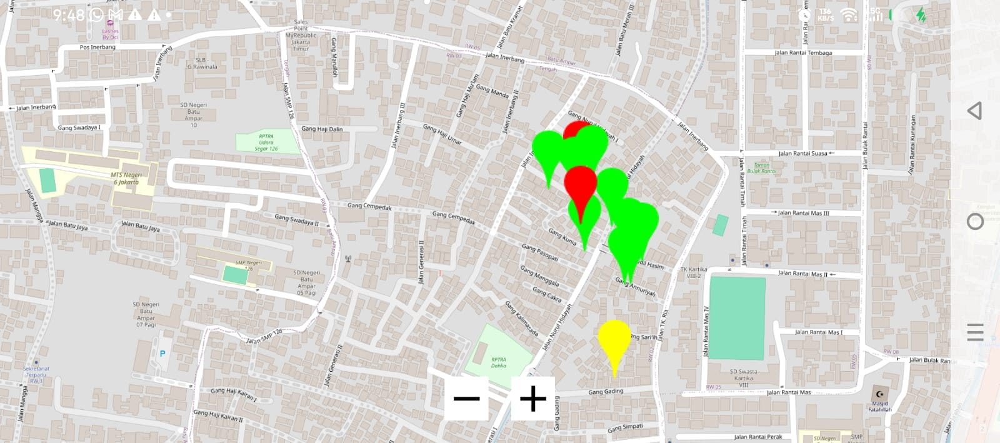 9:48
136
KB/S
5G
Lashes
By Oci
Sales
Point
MyRepublic
Jakarta
Timur
Pos Inerbang
Jalan Inerbang
SLB -
G Rawinala
Gang Marulloh
Tengah
Jalan SMP 126
RW 05
RW 03
Jalan Inerbang
Batu Ampar
Tengah
Jalan Batu Kramat
Jalan Batu Merah III
Jalan Rantai Tembaga
RW 08
Jalan Inerbang
SD Negeri
Batu
Ampar
10
Gang Swadaya I
Gang Haji Dalin
RPTRA
Udara
Segar 126
Jalan Inerbang III
Gang Haji Mu'lam
Gang Manda
Jalan Inerbang II
Gang Haji Umar
Gang Nurul Hidayah I
Jalan Inerbang
Jalan Rantai Suasa
Jalan Bulak Rantai
Jalan Rantai Kuningan
Taman
Bulak Rantai
MTS Negeri
6 Jakarta
Jalan Mangga
Jalan Batu Jaya
Jalan Batu Jaya
Gang Swadaya II
RW 03
Batu Ampar
Gang Cempedak
Gang Cempedak
Gang Kunia
Gang Pasopati
Gang Manggala
Gang Cakra
Gang Kalimasada
Jalan Generasi II
Jalan Nurul Hidayah
Gang Annuriyah
Jalan TK. Ria
TK Kartika
VIII-2
Jalan Rantai Timah
Jalan Rantai Timah
Jalan Rantai Mas III
Jalan Rantai Mas II
Jalan Rantai Mas IV
Jalan Rantai Mas I
SMP Negeri
126
SD Negeri
Batu
Ampar
05 Pagi
SD Negeri
Batu
Ampar
07 Pagi
P
Jalan SMP 126
Jalan Generasi II
RPTRA
Dahlia
Sekretariat
Terpadu
RW 3
Jalan Mangga
Gang Haji Kairan I
Gang Haji Kairan II
Gang Gading
Gang Gading
Gang Simpati
SD Swasta
Kartika
VIII
RW 05
RW 05
RW 08
Jalan Bulak
Jalan Rantai Mas
Masjid
Fatahillah
Jalan Rantai Perak
SD Negeri
SMP